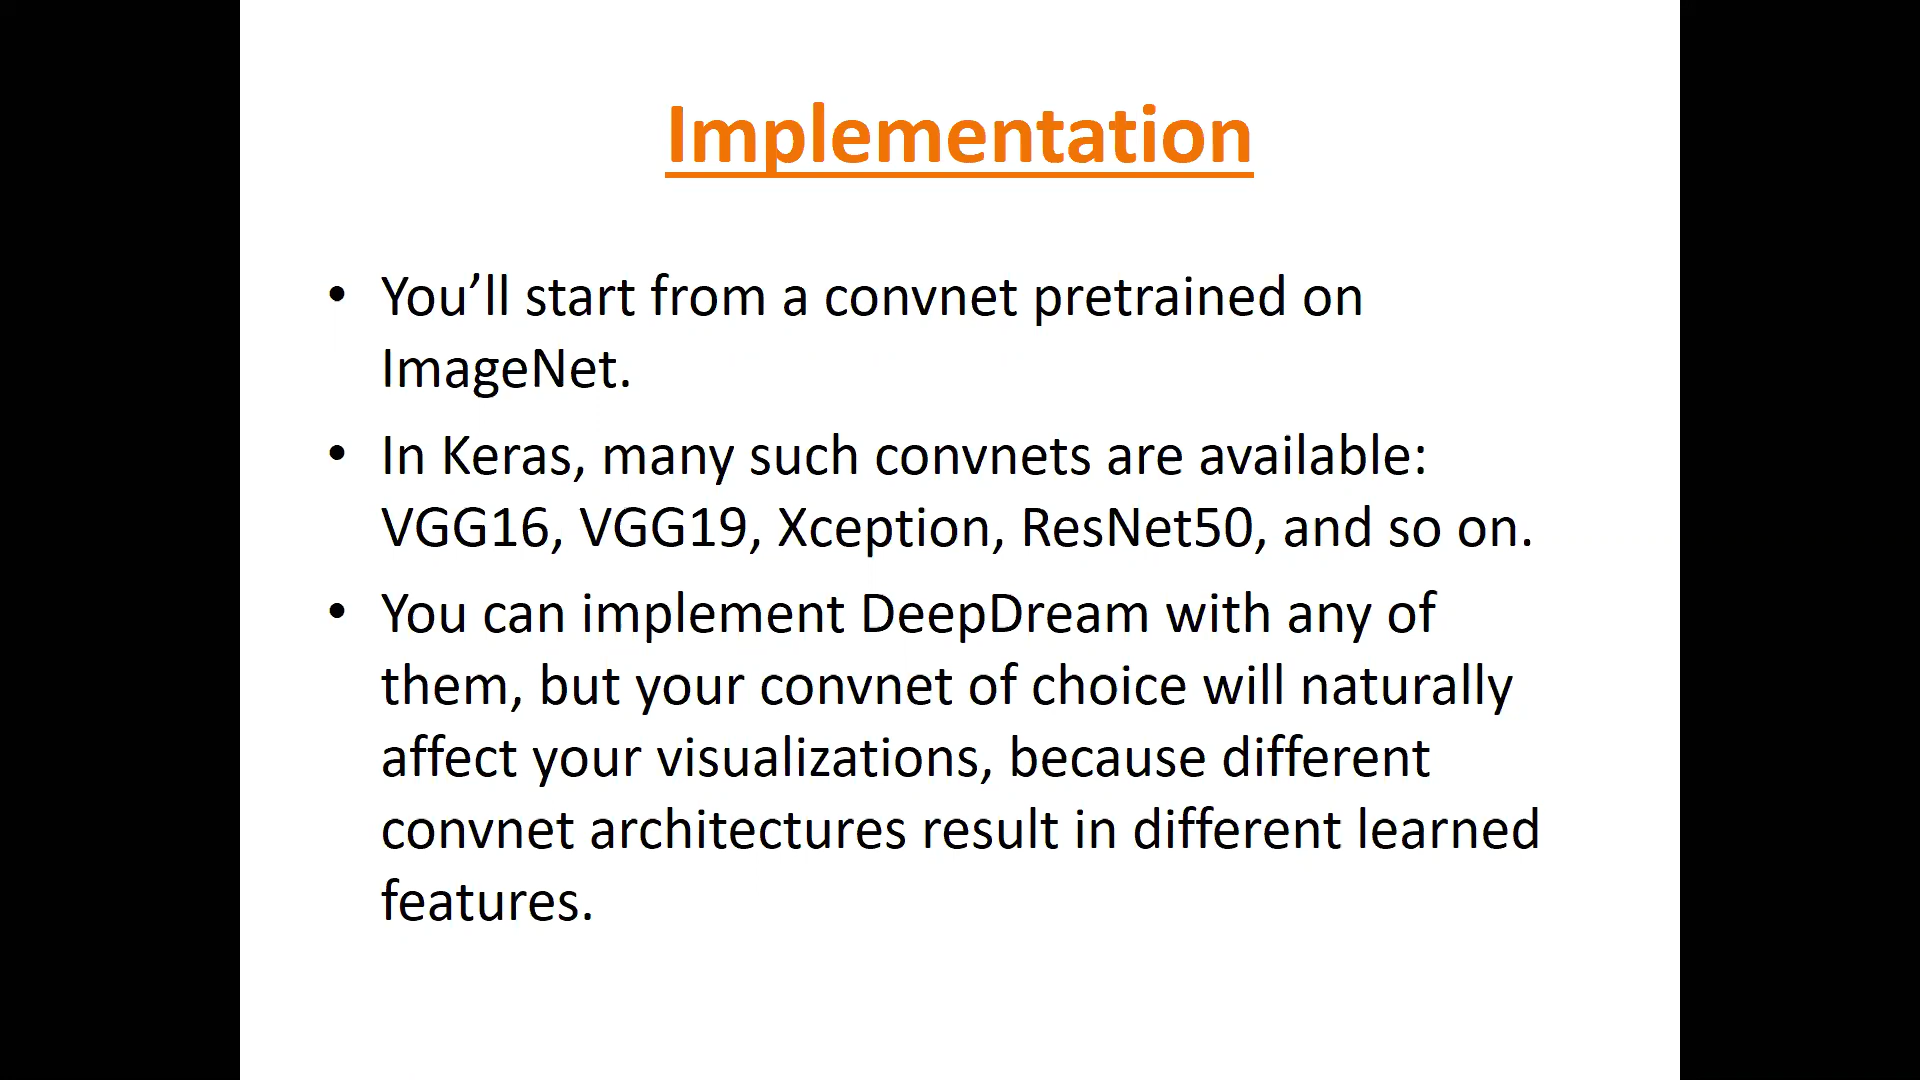 Implementation
• You’ll start from a convnet pretrained on
ImageNet.
• In Keras, many such convnets are available:
VGG16, VGG19, Xception, ResNet50, and so on.
• You can implement DeepDream with any of
them, but your convnet of choice will naturally
affect your visualizations, because different
convnet architectures result in different learned
features.